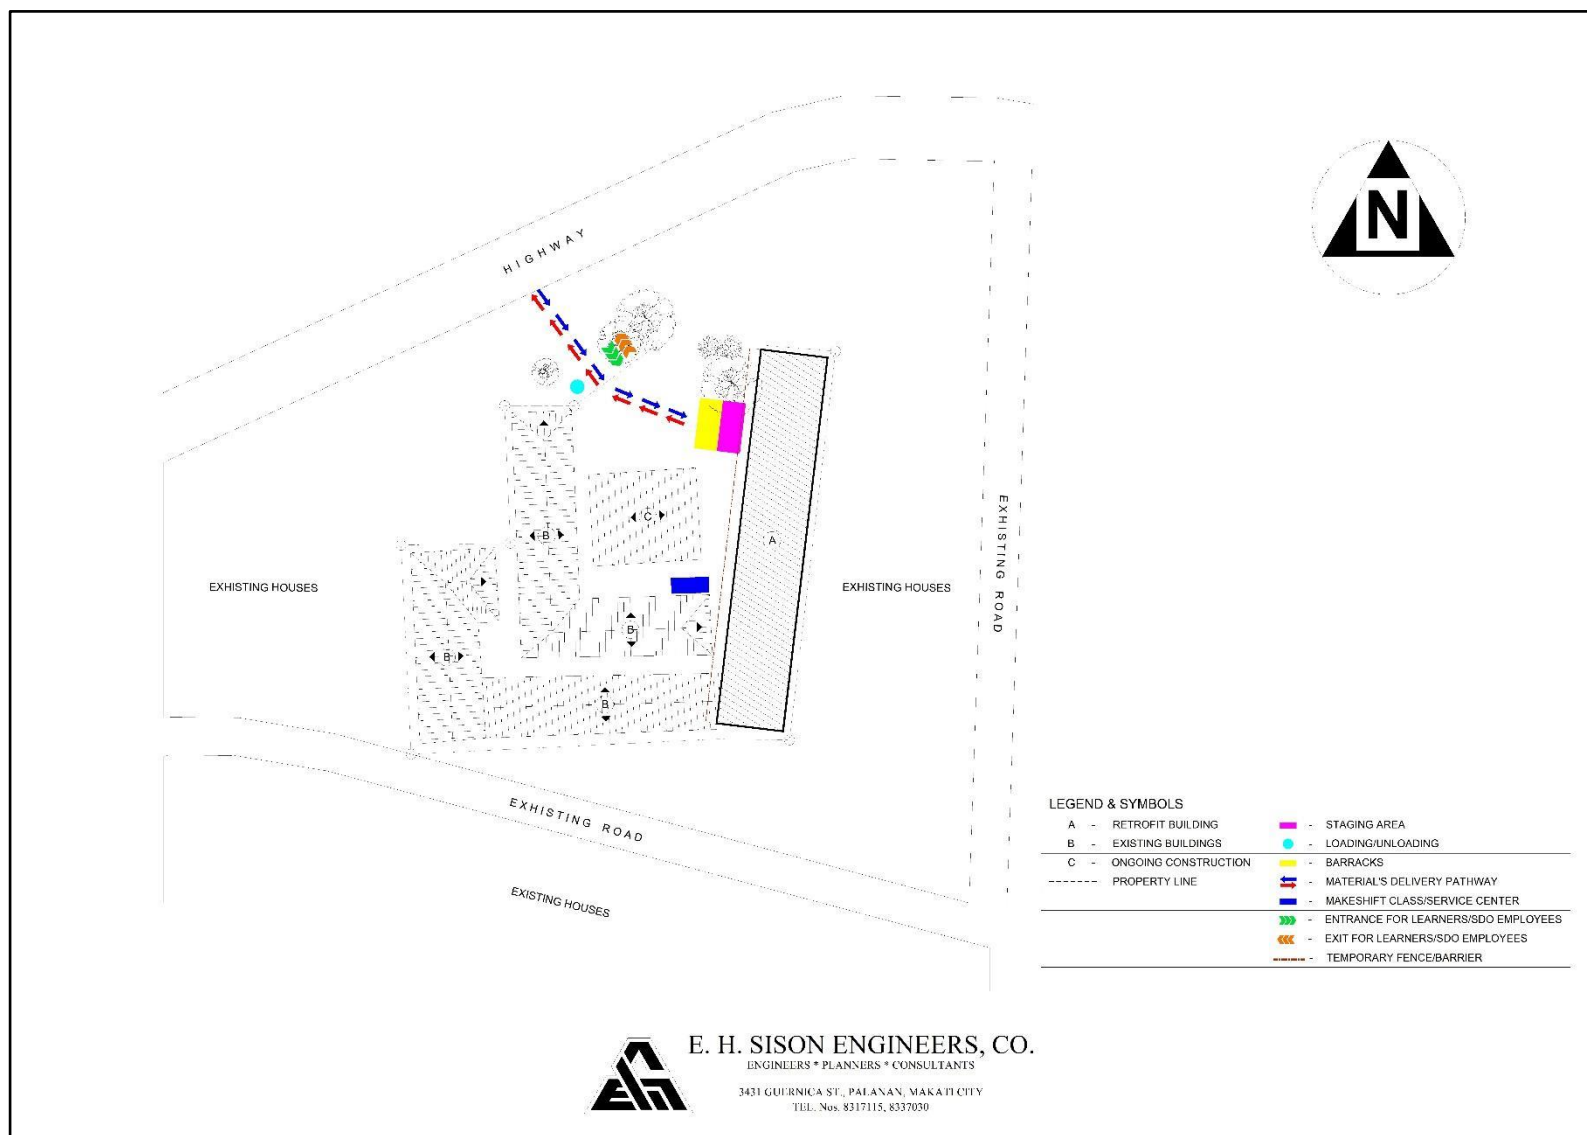 HIGHWAY
N
A
B
C
B
B
B
EXHISTING HOUSES
EXHISTING HOUSES
EXHISTING ROAD
EXHISTING ROAD
EXISTING HOUSES
LEGEND & SYMBOLS
A - RETROFIT BUILDING
B - EXISTING BUILDINGS
C - ONGOING CONSTRUCTION
PROPERTY LINE
- STAGING AREA
- LOADING/UNLOADING
- BARRACKS
- MATERIAL'S DELIVERY PATHWAY
- MAKESHIFT CLASS/SERVICE CENTER
- ENTRANCE FOR LEARNERS/SDO EMPLOYEES
- EXIT FOR LEARNERS/SDO EMPLOYEES
- TEMPORARY FENCE/BARRIER
E. H. SISON ENGINEERS, CO.
ENGINEERS * PLANNERS * CONSULTANTS
3431 GUERNICA ST., PALANAN, MAKATI CITY
TEL. Nos. 8317115, 8337030